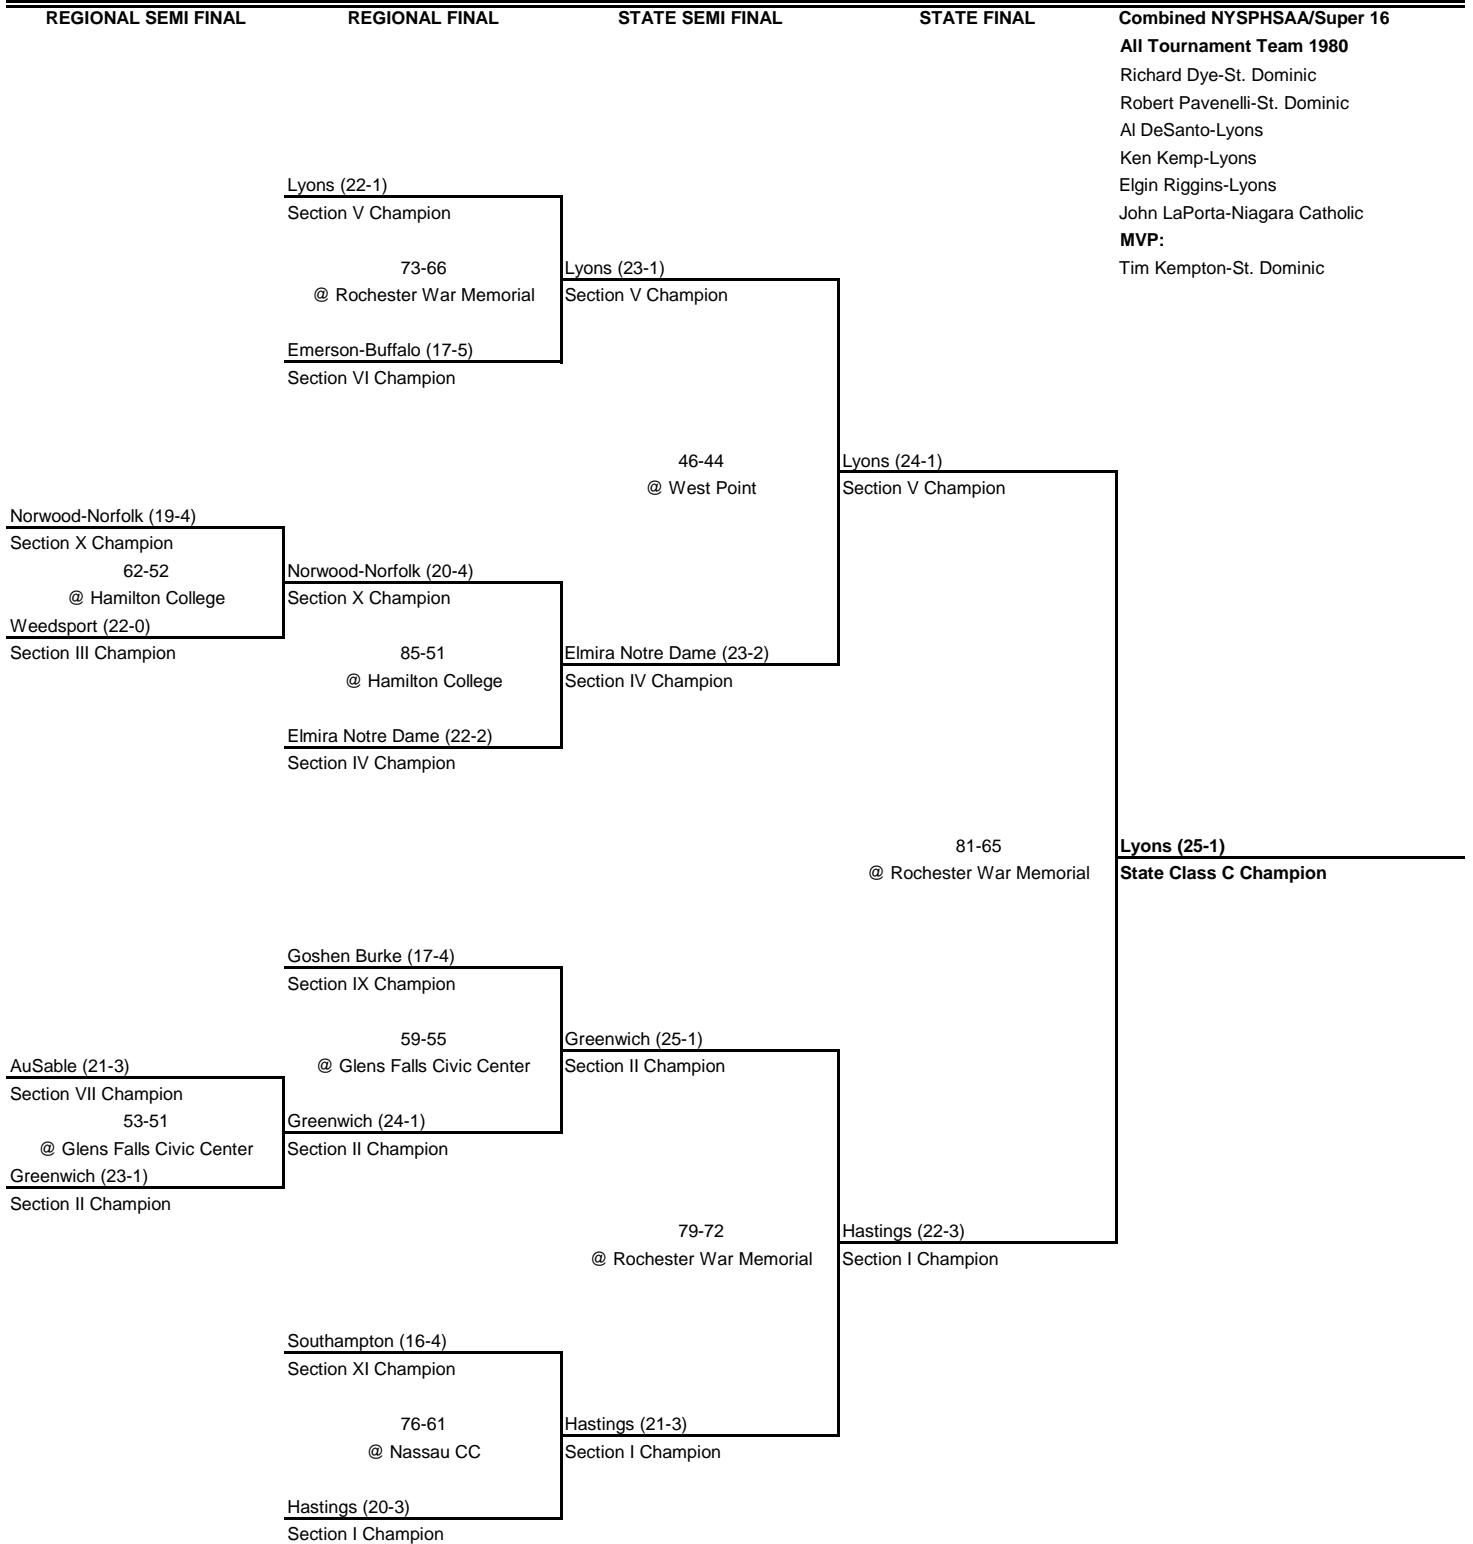 REGIONAL SEMI FINAL REGIONAL FINAL STATE SEMI FINAL STATE FINAL Combined NYSPHSAA/Super 16
All Tournament Team 1980
Richard Dye-St. Dominic
Robert Pavenelli-St. Dominic
Al DeSanto-Lyons
Ken Kemp-Lyons
Lyons (22-1) Elgin Riggins-Lyons
Section V Champion John LaPorta-Niagara Catholic
MVP:
73-66 Lyons (23-1) Tim Kempton-St. Dominic
@ Rochester War Memorial Section V Champion
Emerson-Buffalo (17-5)
Section VI Champion
46-44 Lyons (24-1)
@ West Point Section V Champion
Norwood-Norfolk (19-4)
Section X Champion
62-52 Norwood-Norfolk (20-4)
@ Hamilton College Section X Champion
Weedsport (22-0)
Section III Champion 85-51 Elmira Notre Dame (23-2)
@ Hamilton College Section IV Champion
Elmira Notre Dame (22-2)
Section IV Champion
81-65 Lyons (25-1)
@ Rochester War Memorial State Class C Champion
Goshen Burke (17-4)
Section IX Champion
59-55 Greenwich (25-1)
AuSable (21-3) @ Glens Falls Civic Center Section II Champion
Section VII Champion
53-51 Greenwich (24-1)
@ Glens Falls Civic Center Section II Champion
Greenwich (23-1)
Section II Champion
79-72 Hastings (22-3)
@ Rochester War Memorial Section I Champion
Southampton (16-4)
Section XI Champion
76-61 Hastings (21-3)
@ Nassau CC Section I Champion
Hastings (20-3)
Section I Champion